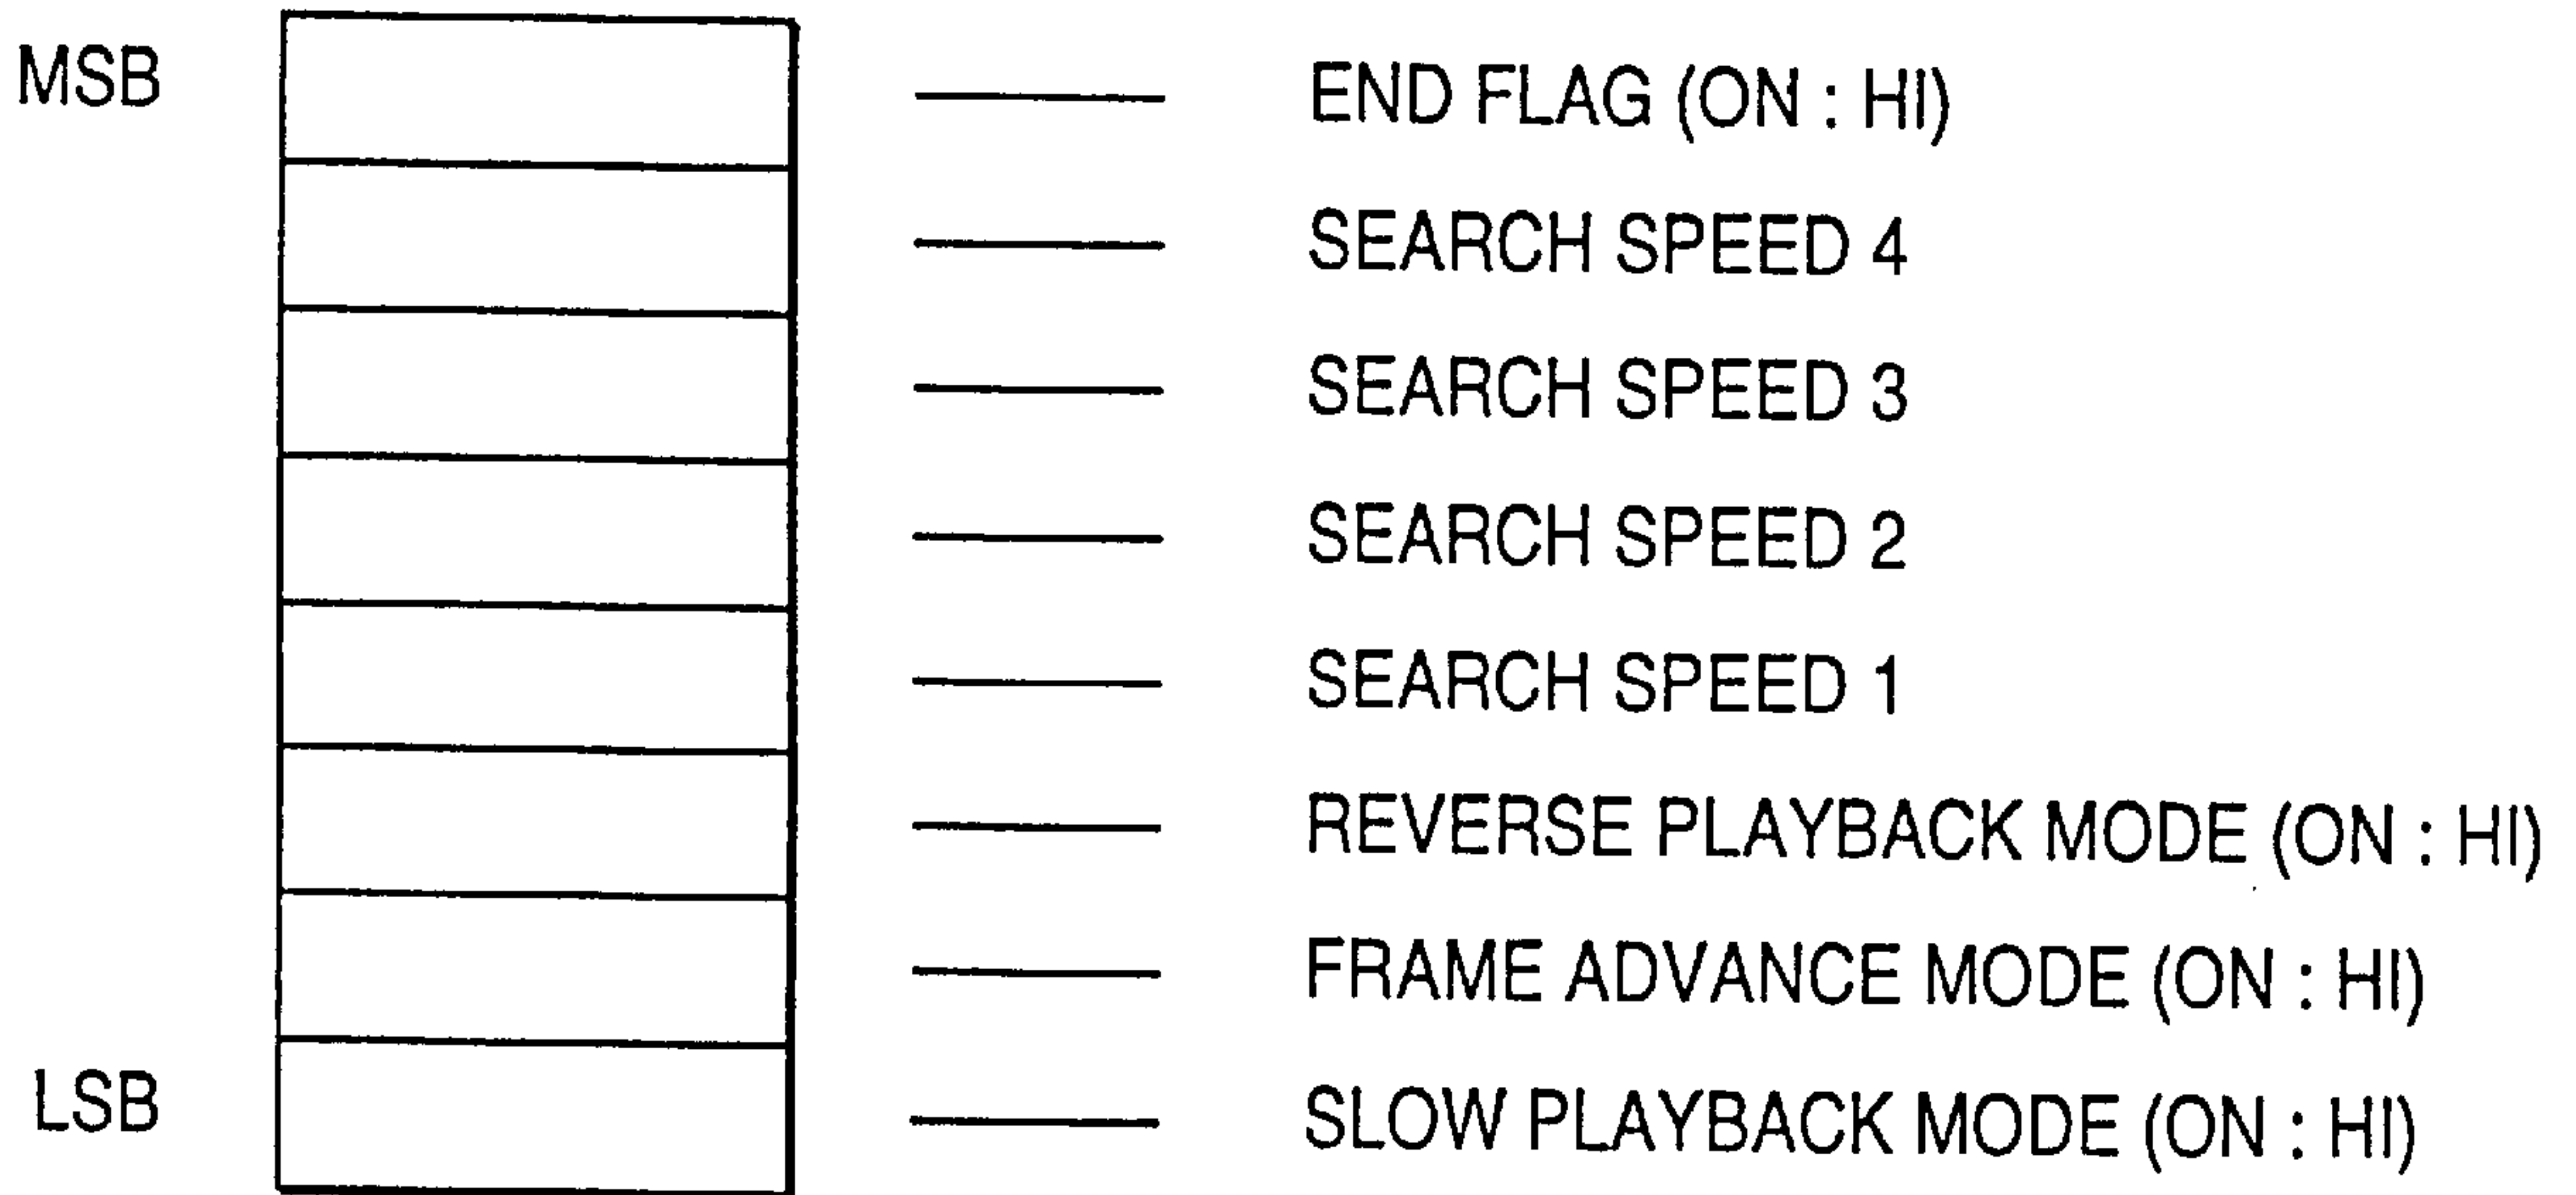 MSB
END FLAG (ON : HI)
SEARCH SPEED 4
SEARCH SPEED 3
SEARCH SPEED 2
SEARCH SPEED 1
REVERSE PLAYBACK MODE (ON : HI)
FRAME ADVANCE MODE (ON : HI)
LSB
SLOW PLAYBACK MODE (ON : HI)